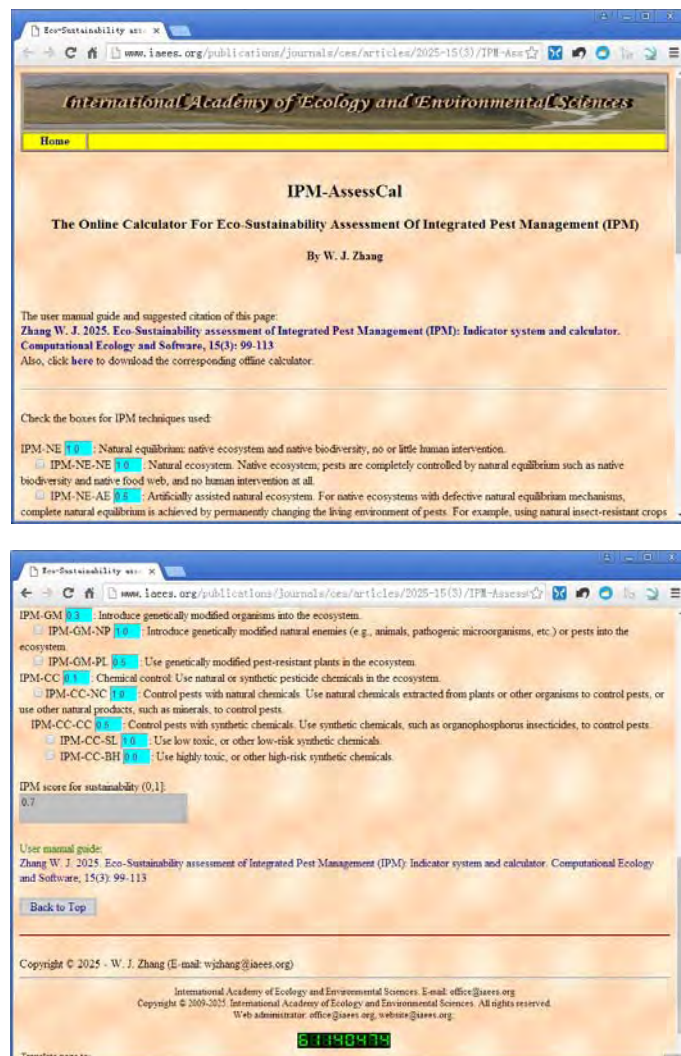 Eco-Sustainability ass
www.iaees.org/publications/journals/ces/articles/2025-15(3)/IPM-Ass
International Academy of Ecology and Environmental Sciences
Home
IPM-AssessCal
The Online Calculator For Eco-Sustainability Assessment Of Integrated Pest Management (IPM)
By W. J. Zhang
The user manual guide and suggested citation of this page:
Zhang W. J. 2025. Eco-Sustainability assessment of Integrated Pest Management (IPM): Indicator system and calculator.
Computational Ecology and Software, 15(3): 99-113
Also, click here to download the corresponding offline calculator.
Check the boxes for IPM techniques used:
IPM-NE 1.0 : Natural equilibrium: native ecosystem and native biodiversity, no or little human intervention.
IPM-NE-NE 1.0 : Natural ecosystem. Native ecosystem; pests are completely controlled by natural equilibrium such as native
biodiversity and native food web, and no human intervention at all.
IPM-NE-AE 0.5 : Artificially assisted natural ecosystem. For native ecosystems with defective natural equilibrium mechanisms,
complete natural equilibrium is achieved by permanently changing the living environment of pests. For example, using natural insect-resistant crops
Eco-Sustainability ass
www.iaees.org/publications/journals/ces/articles/2025-15(3)/IPM-Assess
IPM-GM 0.3 : Introduce genetically modified organisms into the ecosystem.
IPM-GM-NP 1.0 : Introduce genetically modified natural enemies (e.g., animals, pathogenic microorganisms, etc.) or pests into the
ecosystem.
IPM-GM-PL 0.5 : Use genetically modified pest-resistant plants in the ecosystem.
IPM-CC 0.1 : Chemical control: Use natural or synthetic pesticide chemicals in the ecosystem.
IPM-CC-NC 1.0 : Control pests with natural chemicals. Use natural chemicals extracted from plants or other organisms to control pests, or
use other natural products, such as minerals, to control pests.
IPM-CC-CC 0.5 : Control pests with synthetic chemicals. Use synthetic chemicals, such as organophosphorus insecticides, to control pests.
IPM-CC-SL 1.0 : Use low toxic, or other low-risk synthetic chemicals.
IPM-CC-BH 0.0 : Use highly toxic, or other high-risk synthetic chemicals.
IPM score for sustainability (0,1]:
0.7
User manual guide:
Zhang W. J. 2025. Eco-Sustainability assessment of Integrated Pest Management (IPM): Indicator system and calculator. Computational Ecology
and Software, 15(3): 99-113
Back to Top
Copyright © 2025 - W. J. Zhang (E-mail: wjzhang@iaees.org)
International Academy of Ecology and Environmental Sciences. E-mail: office@iaees.org
Copyright © 2009-2025 International Academy of Ecology and Environmental Sciences. All rights reserved.
Web administrator: office@iaees.org, website@iaees.org
61140474
Translate page to: